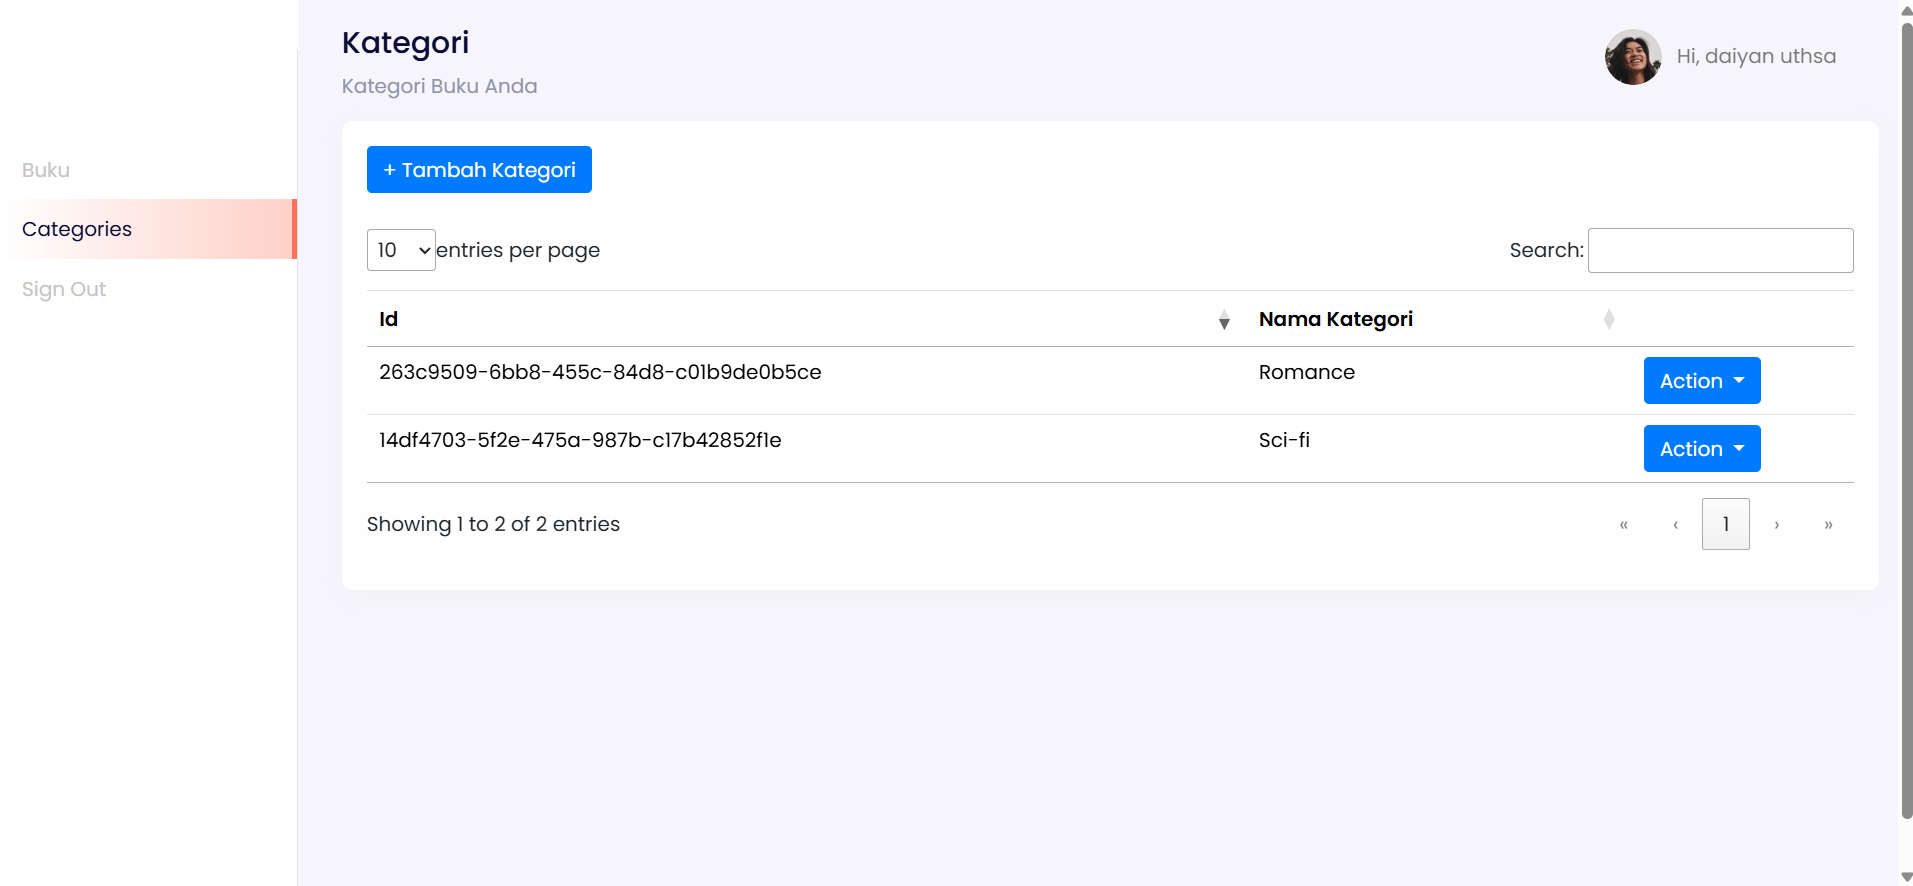 Kategori
Kategori Buku Anda
Hi, daiyan uthsa
Buku
Categories
Sign Out
+ Tambah Kategori
10 entries per page
Search:
Id Nama Kategori
263c9509-6bb8-455c-84d8-c01b9de0b5ce Romance Action
14df4703-5f2e-475a-987b-c17b42852f1e Sci-fi Action
Showing 1 to 2 of 2 entries
« ‹ 1 › »